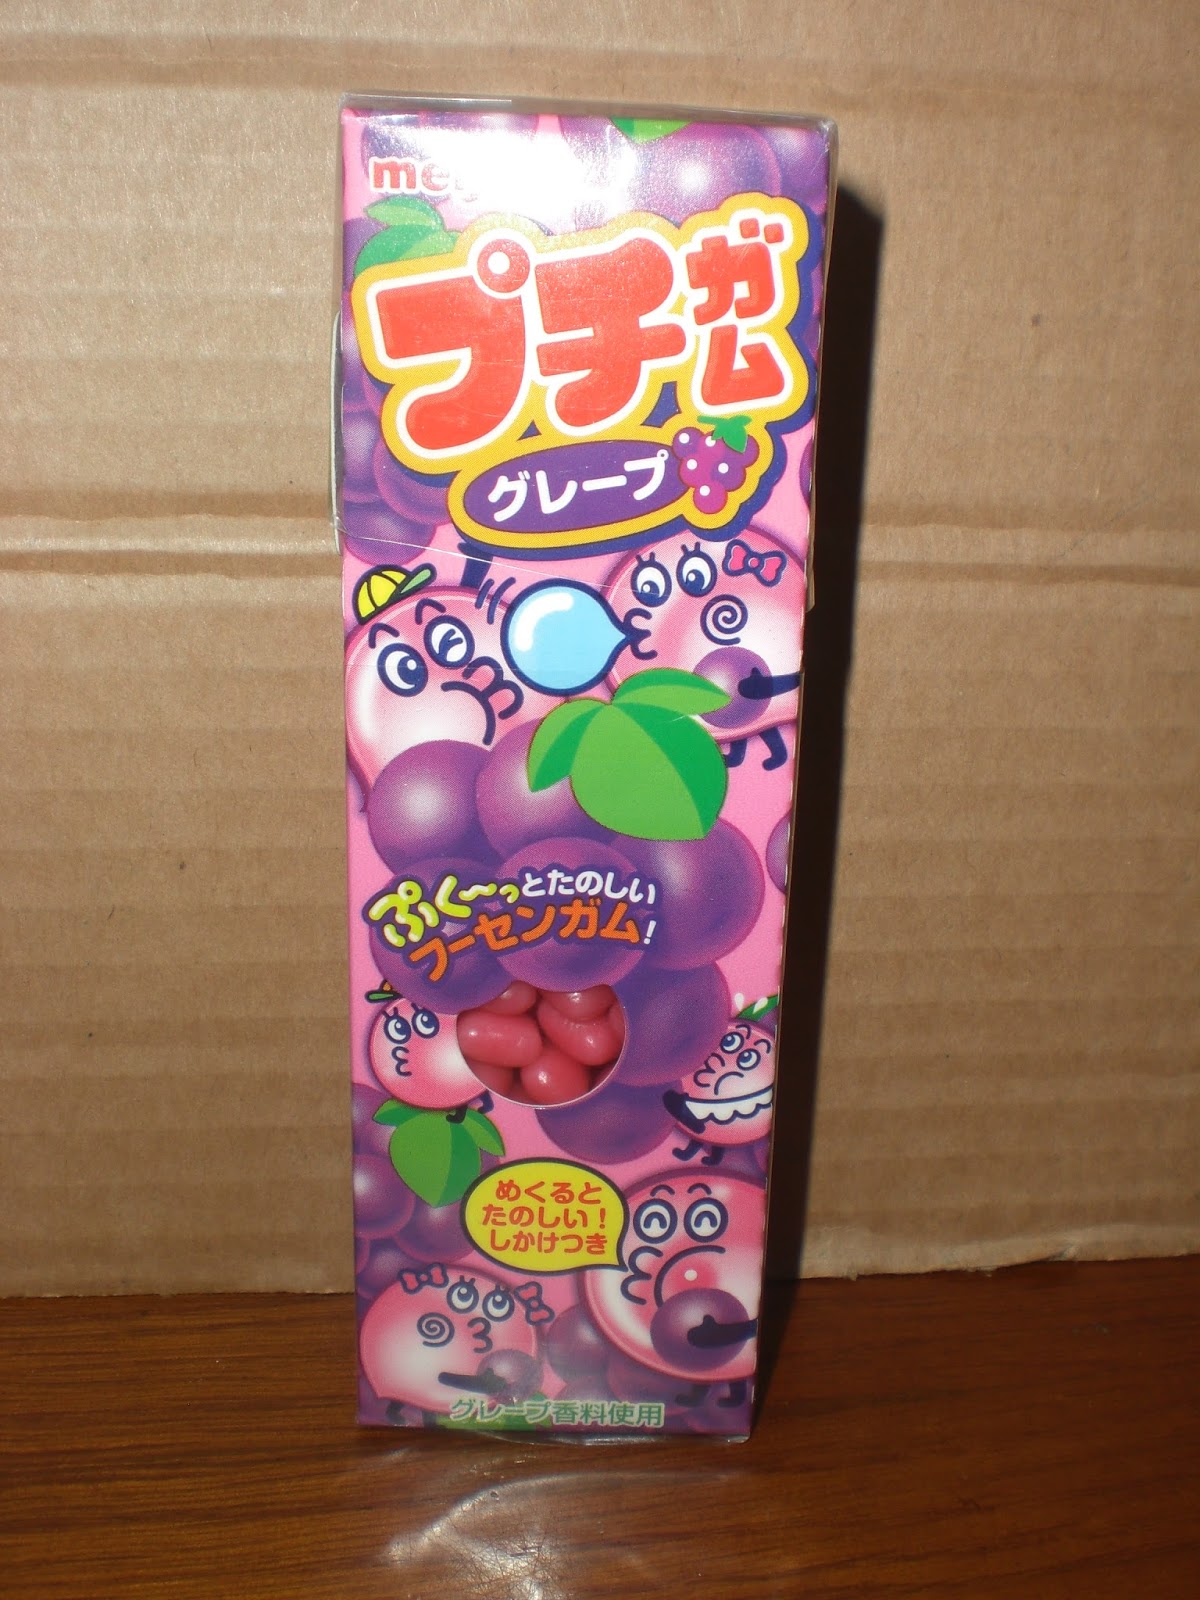 プチガム
グレープ
ぷく〜っとたのしい
フーセンガム!
めくると
たのしい!
しかけつき
グレープ香料使用